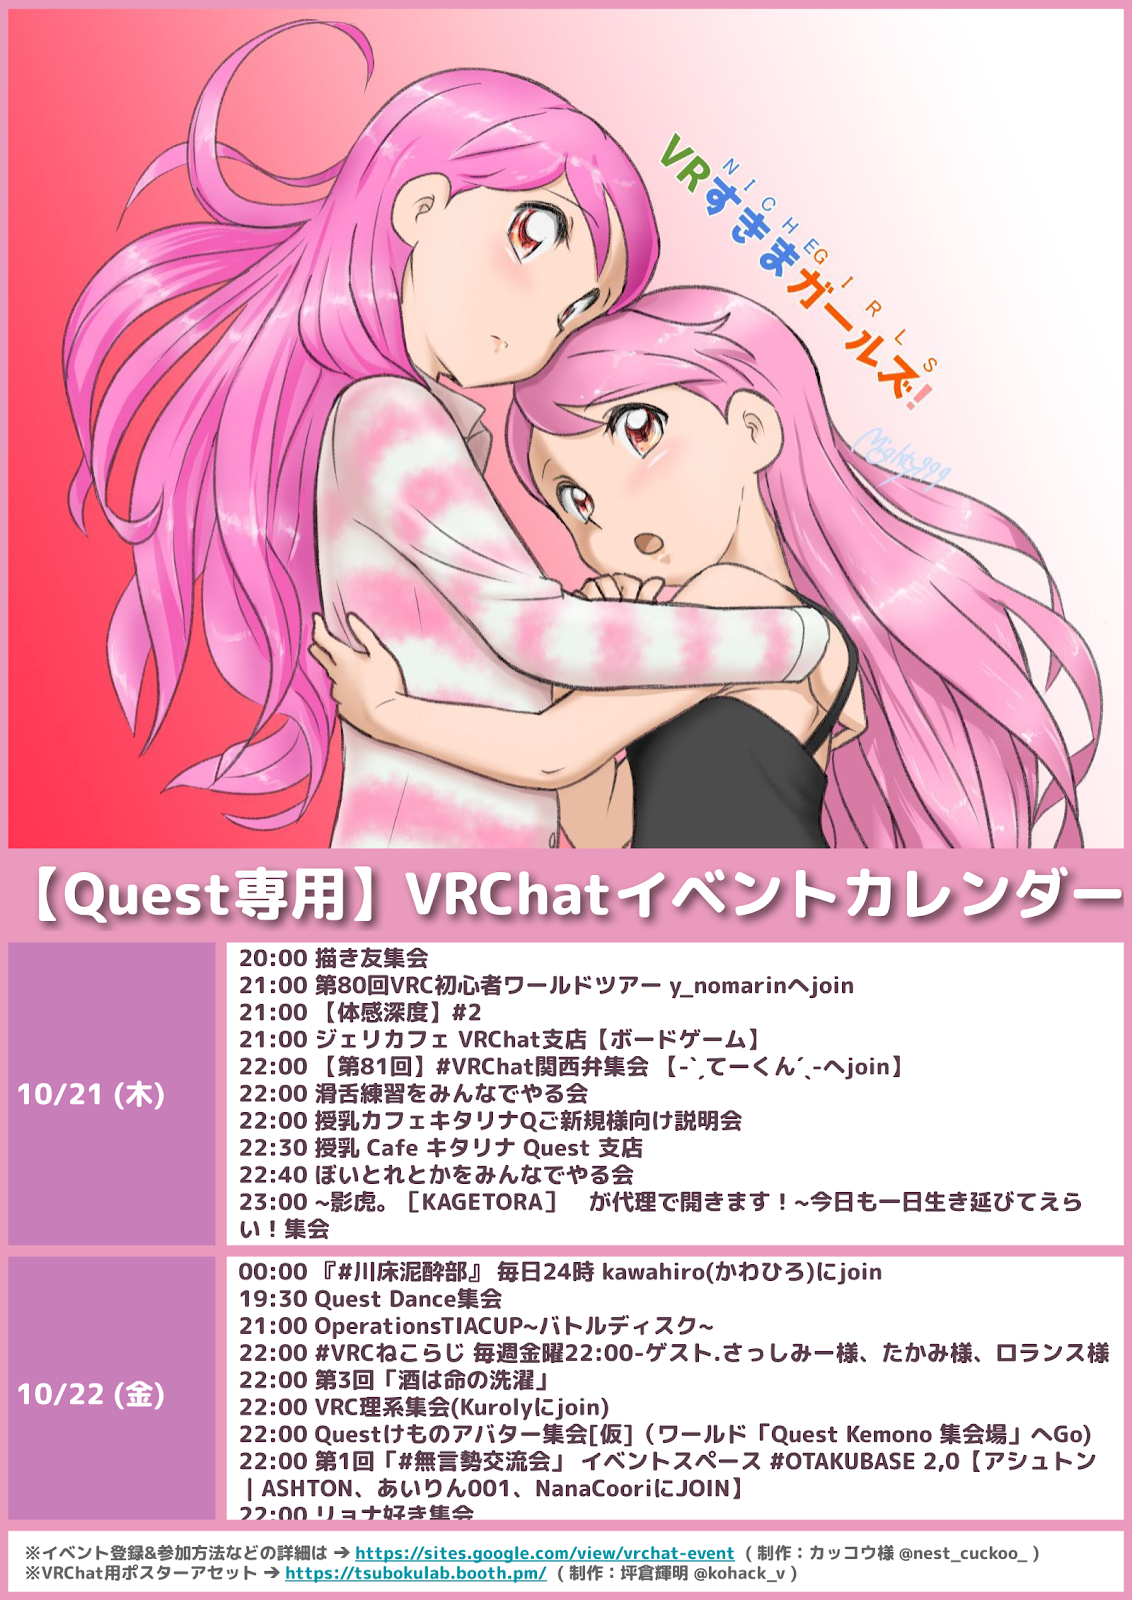 NICHE GIRLS
VRすきまガールズ!
Mighty999
【Quest専用】VRChatイベントカレンダー
10/21 (木)
20:00 描き友集会
21:00 第80回VRC初心者ワールドツアー y_nomarinへjoin
21:00 【体感深度】#2
21:00 ジェリカフェ VRChat支店【ボードゲーム】
22:00 【第81回】#VRChat関西弁集会 【-ˋˏてーくんˊˎ-へjoin】
22:00 滑舌練習をみんなでやる会
22:00 授乳カフェキタリナQご新規様向け説明会
22:30 授乳 Cafe キタリナ Quest 支店
22:40 ぼいとれとかをみんなでやる会
23:00 ~影虎。［KAGETORA］　が代理で開きます！~今日も一日生き延びてえら
い！集会
10/22 (金)
00:00 『#川床泥酔部』 毎日24時 kawahiro(かわひろ)にjoin
19:30 Quest Dance集会
21:00 OperationsTIACUP~バトルディスク~
22:00 #VRCねこらじ 毎週金曜22:00-ゲスト.さっしみー様、たかみ様、ロランス様
22:00 第3回「酒は命の洗濯」
22:00 VRC理系集会(Kurolyにjoin)
22:00 Questけものアバター集会[仮]（ワールド「Quest Kemono 集会場」へGo)
22:00 第1回「#無言勢交流会」 イベントスペース #OTAKUBASE 2,0【アシュトン
｜ASHTON、あいりん001、NanaCooriにJOIN】
22:00 リョナ好き集会
※イベント登録&参加方法などの詳細は ➔ https://sites.google.com/view/vrchat-event （ 制作：カッコウ様 @nest_cuckoo_ ）
※VRChat用ポスターアセット ➔ https://tsubokulab.booth.pm/ （ 制作：坪倉輝明 @kohack_v ）